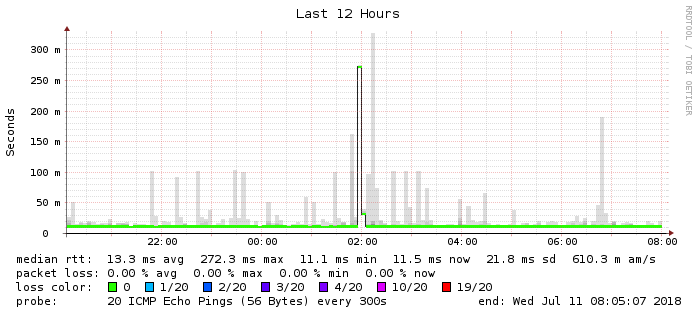 Last 12 Hours
RRDTOOL / TOBI OETIKER
Seconds
300 m
250 m
200 m
150 m
100 m
50 m
0
22:00 00:00 02:00 04:00 06:00 08:00
median rtt: 13.3 ms avg 272.3 ms max 11.1 ms min 11.5 ms now 21.8 ms sd 610.3 m am/s
packet loss: 0.00 % avg 0.00 % max 0.00 % min 0.00 % now
loss color: 0 1/20 2/20 3/20 4/20 10/20 19/20
probe: 20 ICMP Echo Pings (56 Bytes) every 300s end: Wed Jul 11 08:05:07 2018